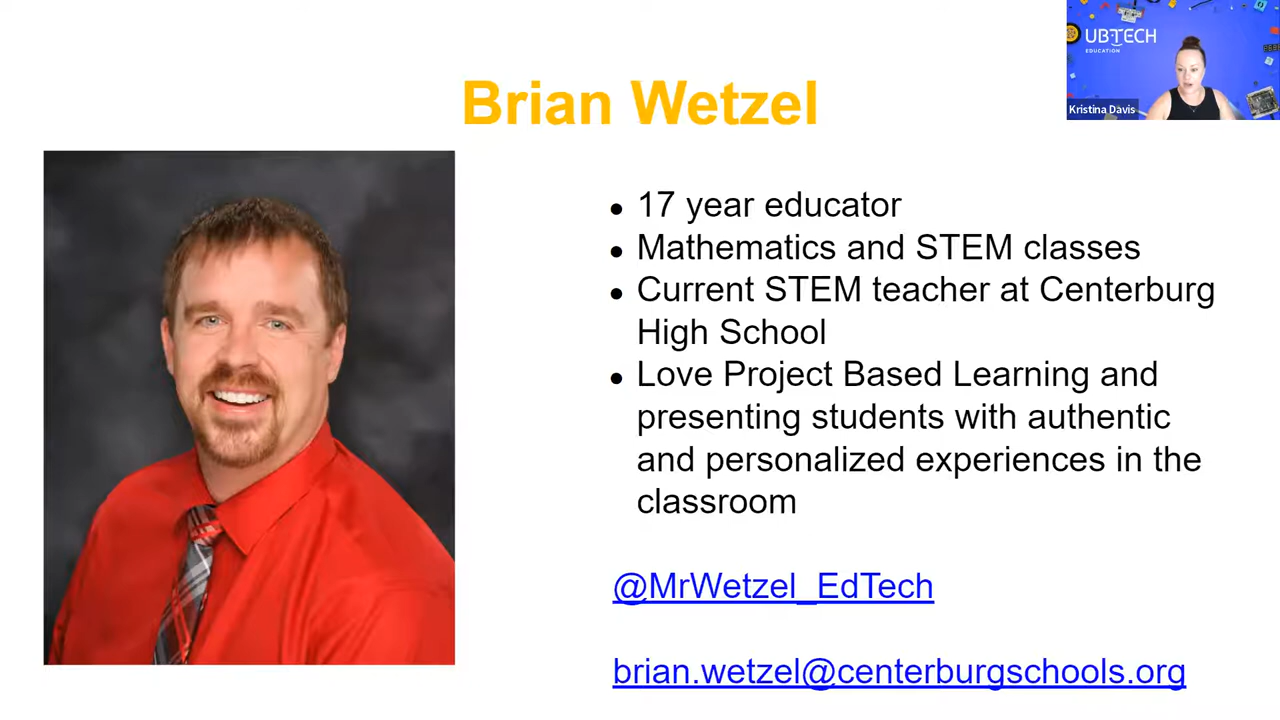 UBTECH
EDUCATION
Kristina Davis
Brian Wetzel
● 17 year educator
● Mathematics and STEM classes
● Current STEM teacher at Centerburg
High School
● Love Project Based Learning and
presenting students with authentic
and personalized experiences in the
classroom
@MrWetzel_EdTech
brian.wetzel@centerburgschools.org